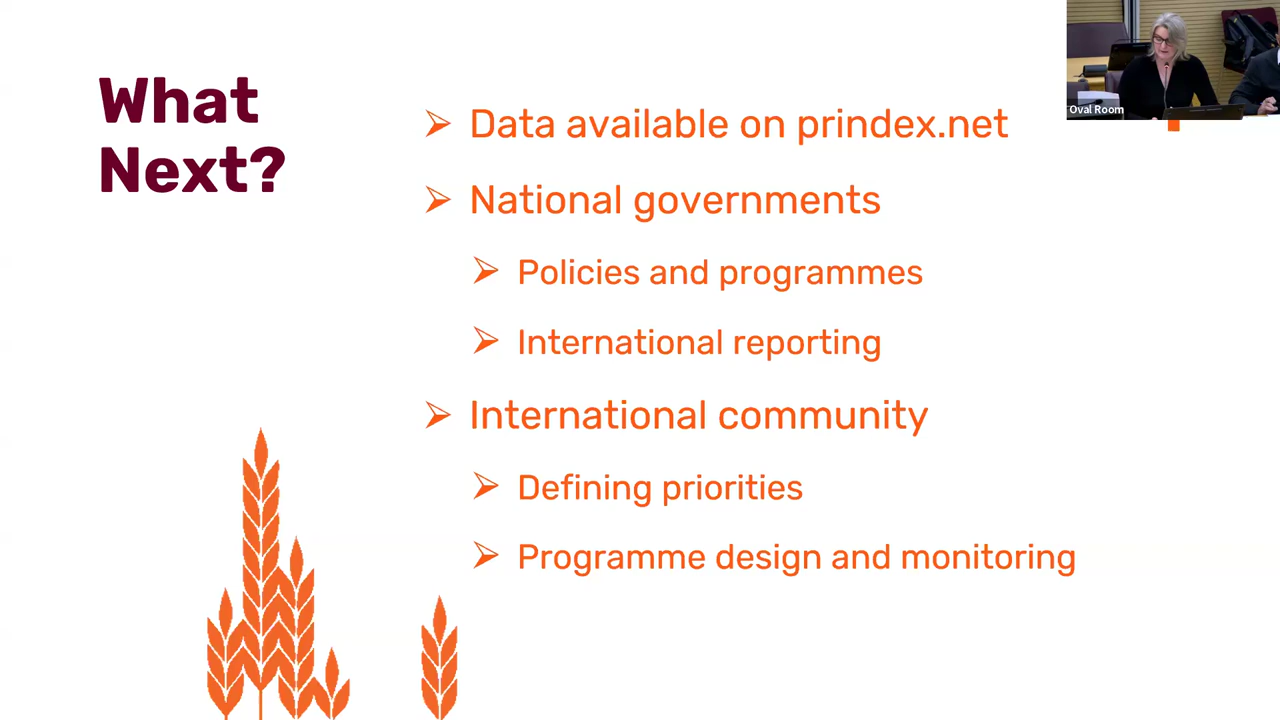 What
Next?
➢ Data available on prindex.net
➢ National governments
➢ Policies and programmes
➢ International reporting
➢ International community
➢ Defining priorities
➢ Programme design and monitoring
Oval Room